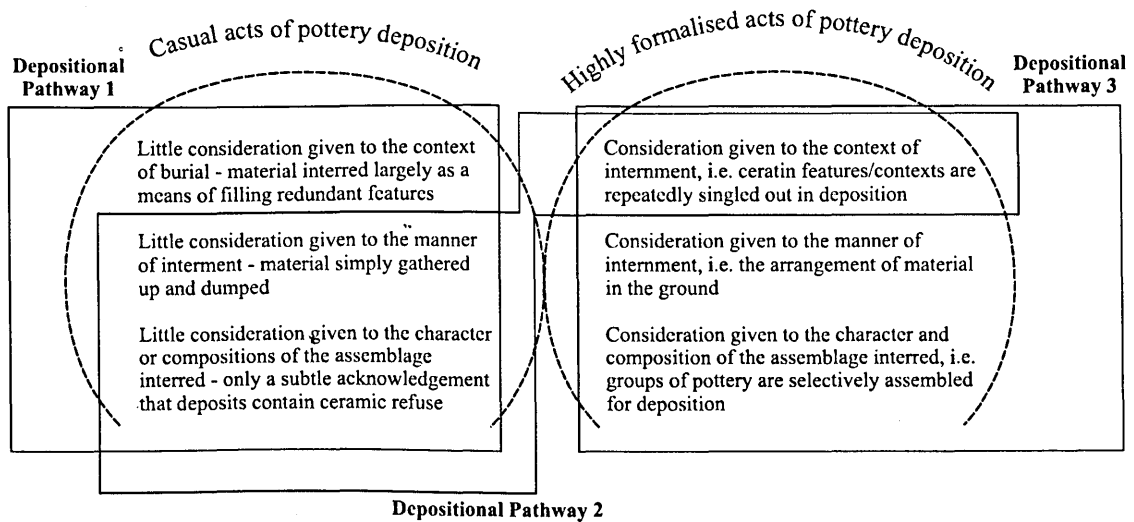 Casual acts of pottery deposition
Highly formalised acts of pottery deposition
Depositional
Pathway 1
Depositional
Pathway 3
Little consideration given to the context
of burial - material interred largely as a
means of filling redundant features
Little consideration given to the manner
of interment - material simply gathered
up and dumped
Little consideration given to the character
or compositions of the assemblage
interred - only a subtle acknowledgement
that deposits contain ceramic refuse
Consideration given to the context of
internment, i.e. ceratin features/contexts are
repeatedly singled out in deposition
Consideration given to the manner of
internment, i.e. the arrangement of material
in the ground
Consideration given to the character and
composition of the assemblage interred, i.e.
groups of pottery are selectively assembled
for deposition
Depositional Pathway 2